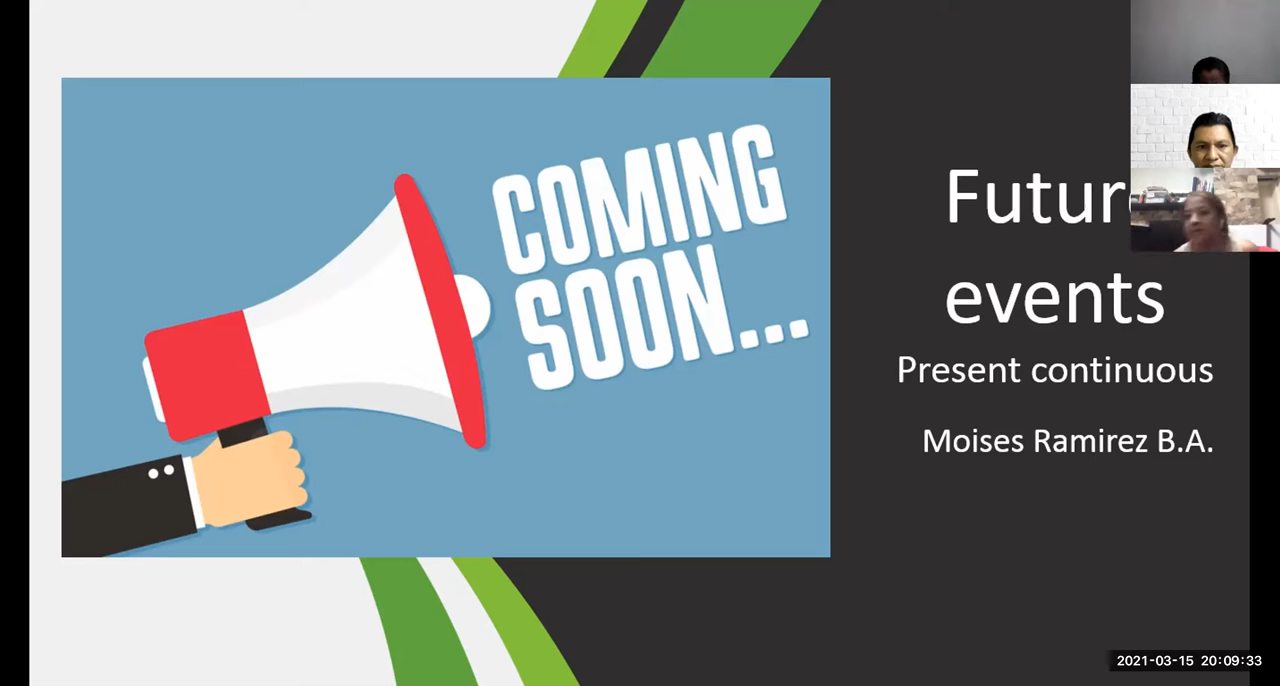 COMING
SOON...
Futur
events
Present continuous
Moises Ramirez B.A.
2021-03-15 20:09:33